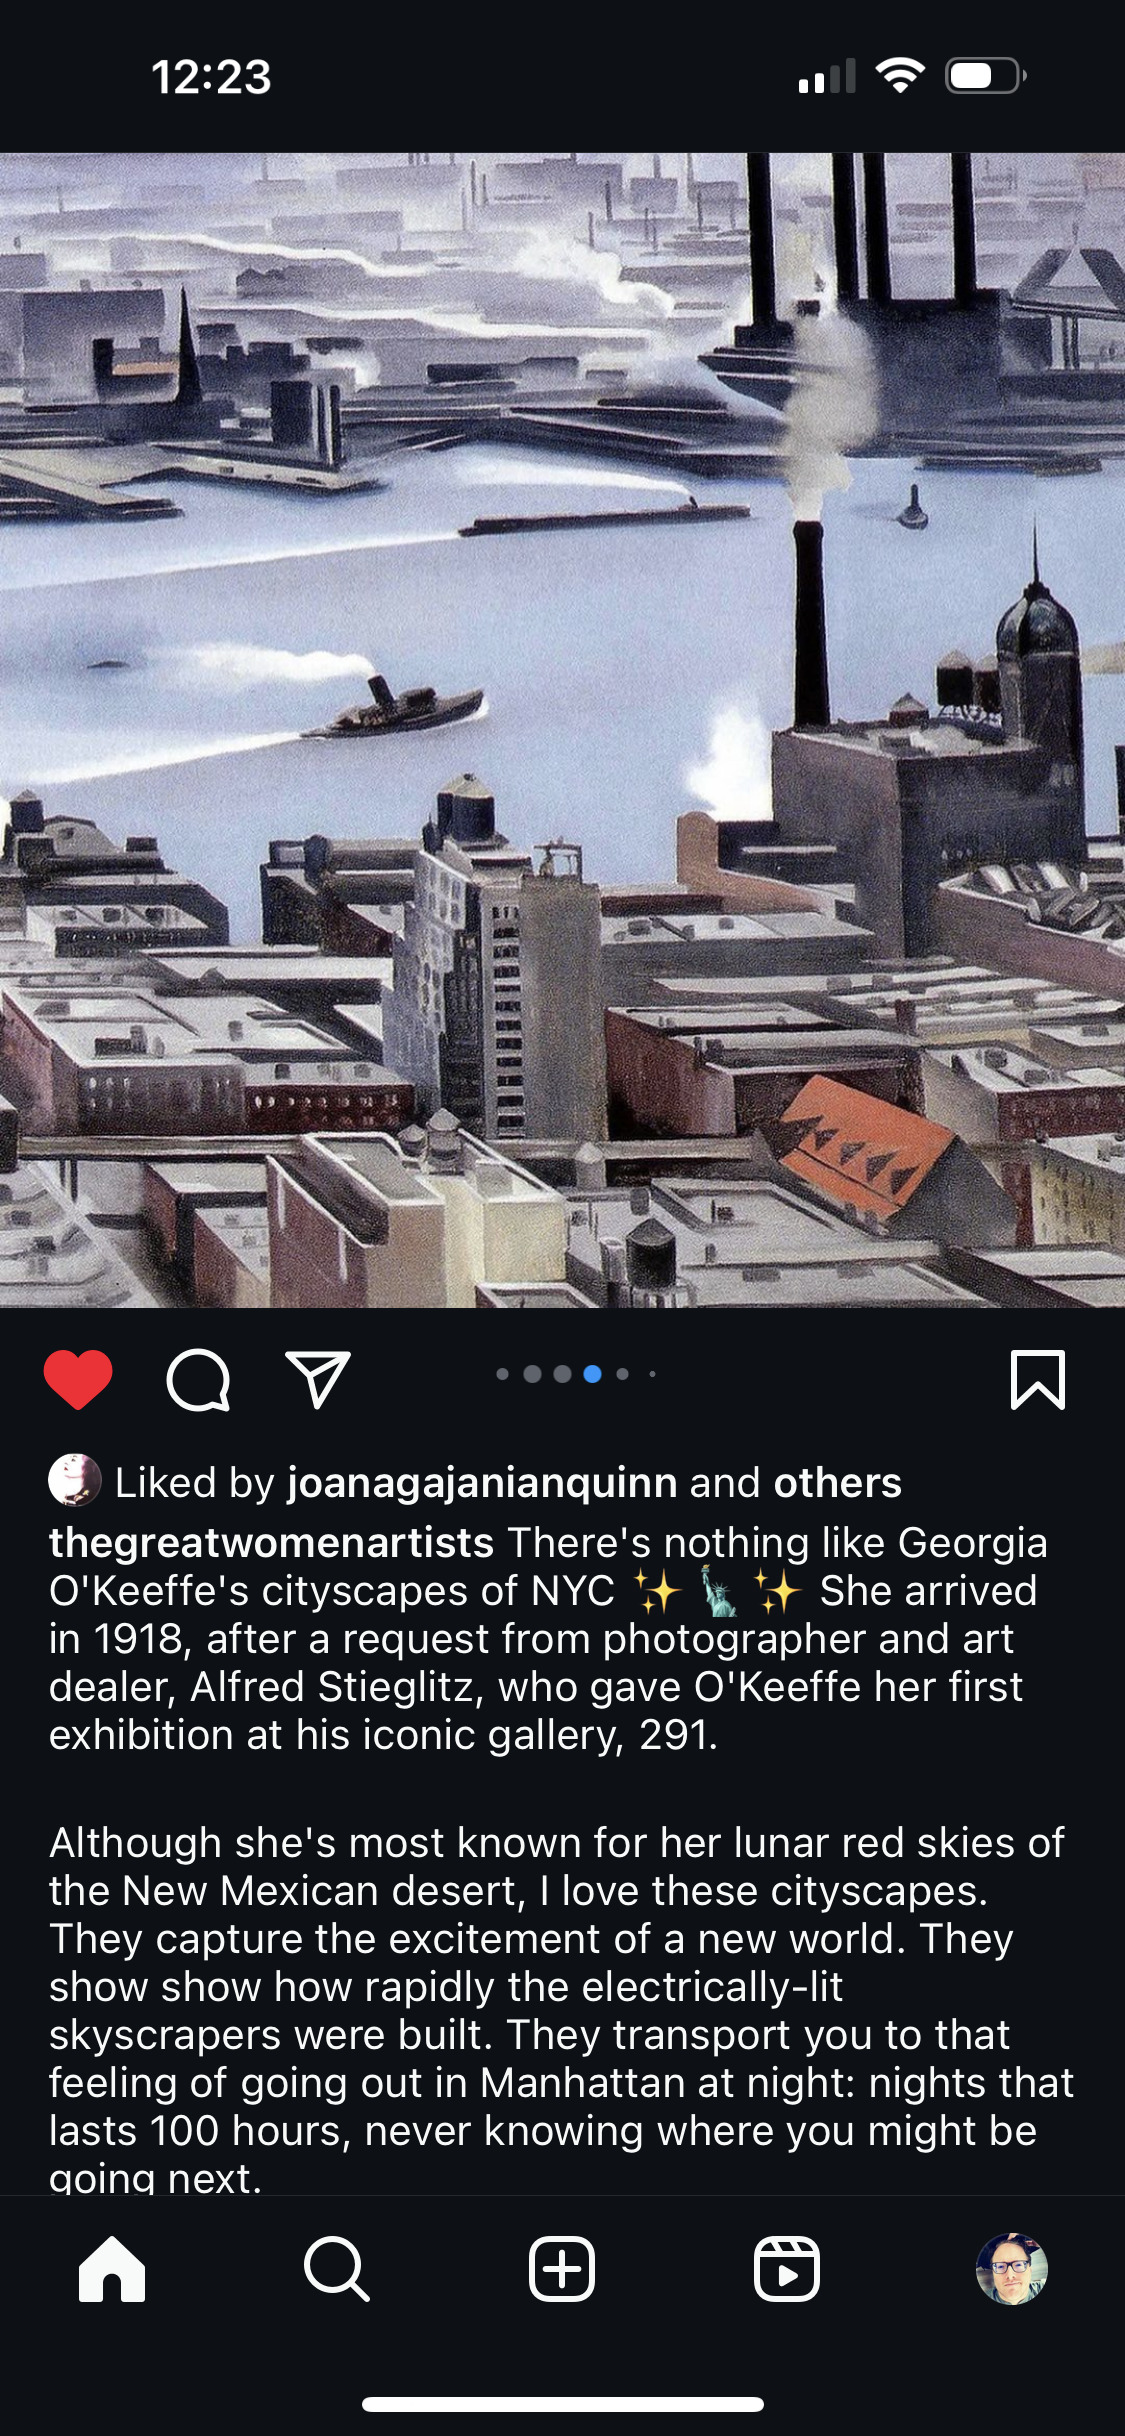 12:23
Liked by joanagajanianquinn and others
thegreatwomenartists There's nothing like Georgia
O'Keeffe's cityscapes of NYC ✨🗽✨ She arrived
in 1918, after a request from photographer and art
dealer, Alfred Stieglitz, who gave O'Keeffe her first
exhibition at his iconic gallery, 291.
Although she's most known for her lunar red skies of
the New Mexican desert, I love these cityscapes.
They capture the excitement of a new world. They
show show how rapidly the electrically-lit
skyscrapers were built. They transport you to that
feeling of going out in Manhattan at night: nights that
lasts 100 hours, never knowing where you might be
going next.